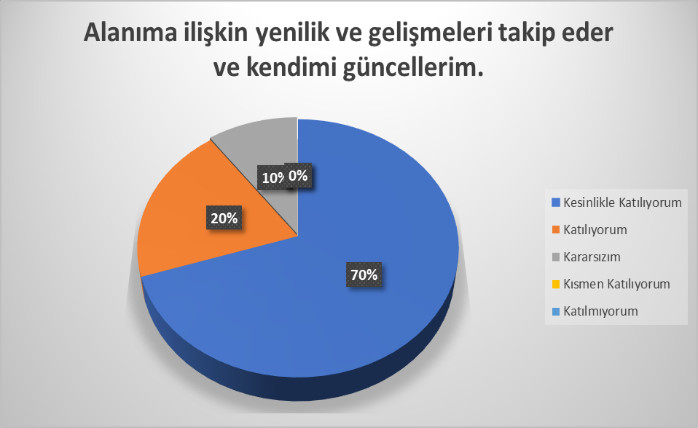 Alanıma ilişkin yenilik ve gelişmeleri takip eder
ve kendimi güncellerim.
10%
0%
20%
70%
Kesinlikle Katılıyorum
Katılıyorum
Kararsızım
Kısmen Katılıyorum
Katılmıyorum